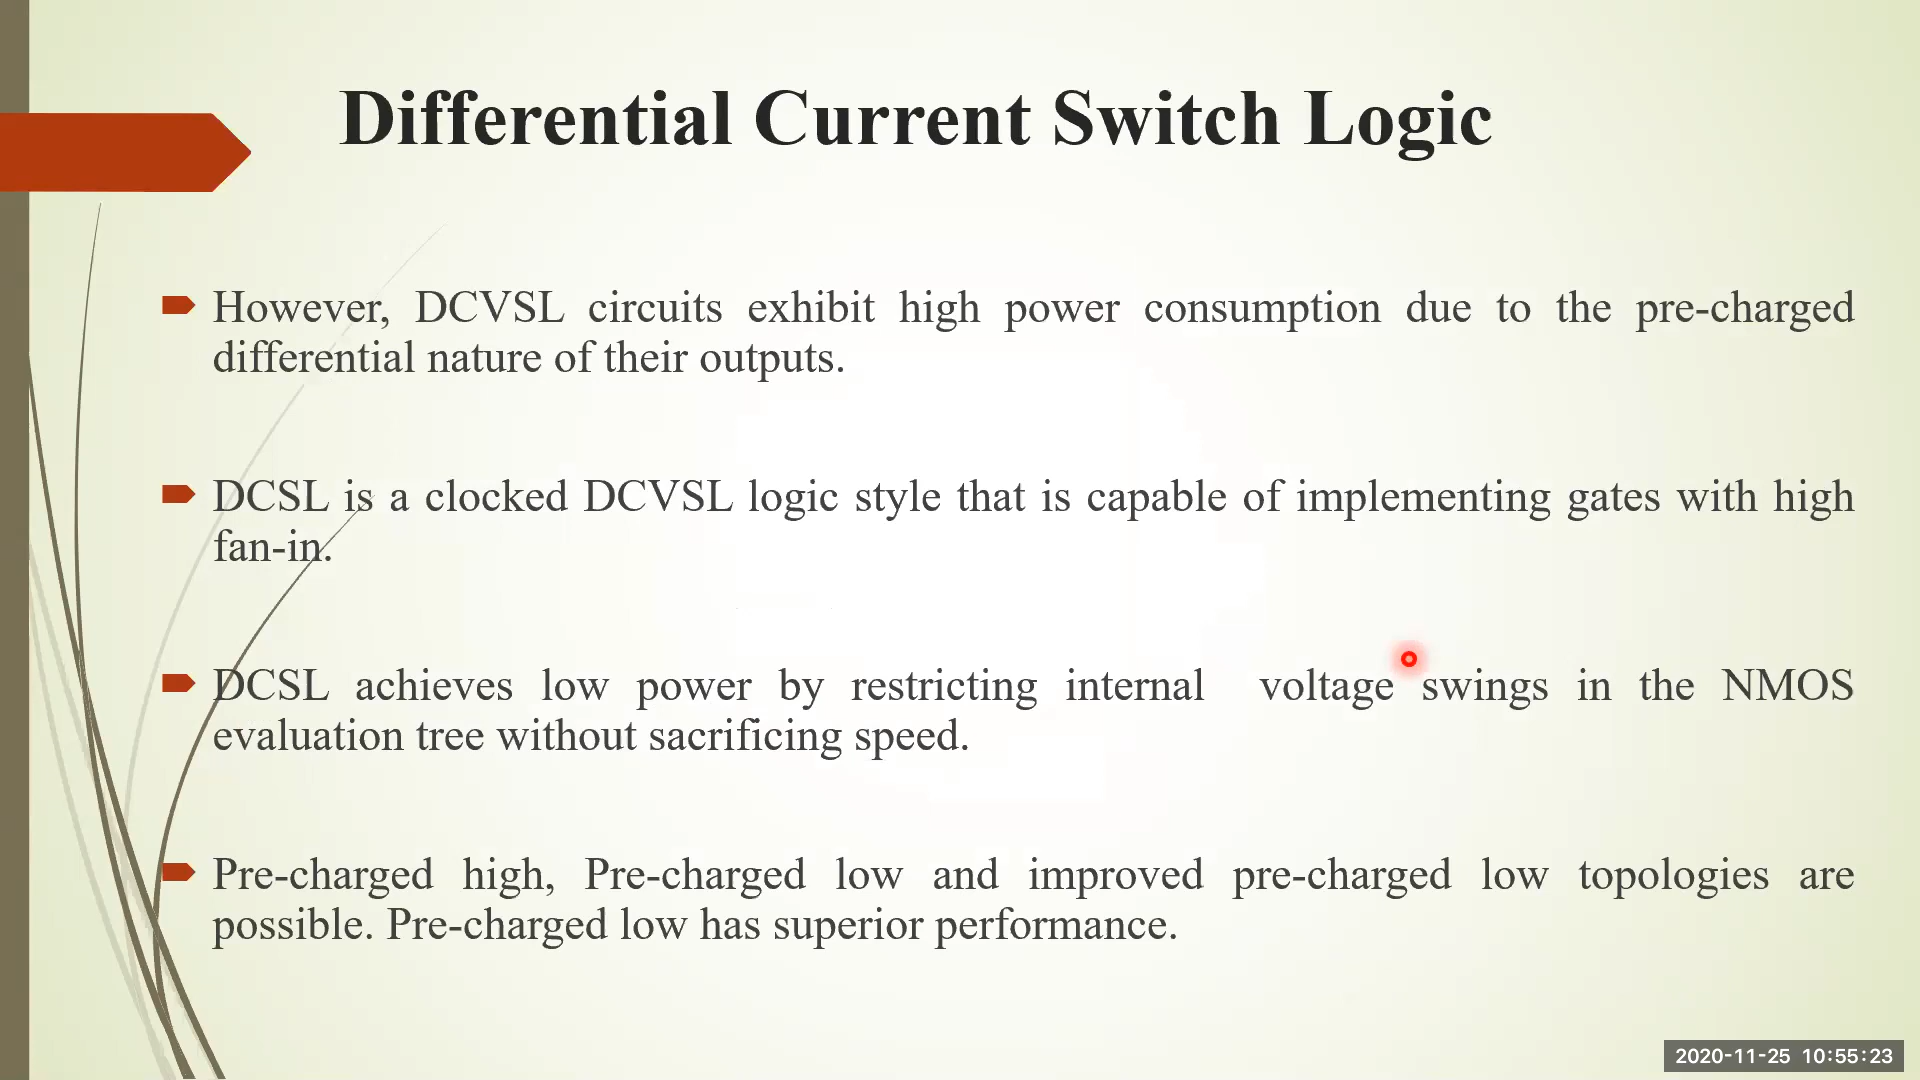 Differential Current Switch Logic
However, DCVSL circuits exhibit high power consumption due to the pre-charged
differential nature of their outputs.
DCSL is a clocked DCVSL logic style that is capable of implementing gates with high
fan-in.
DCSL achieves low power by restricting internal voltage swings in the NMOS
evaluation tree without sacrificing speed.
Pre-charged high, Pre-charged low and improved pre-charged low topologies are
possible. Pre-charged low has superior performance.
2020-11-25 10:55:23